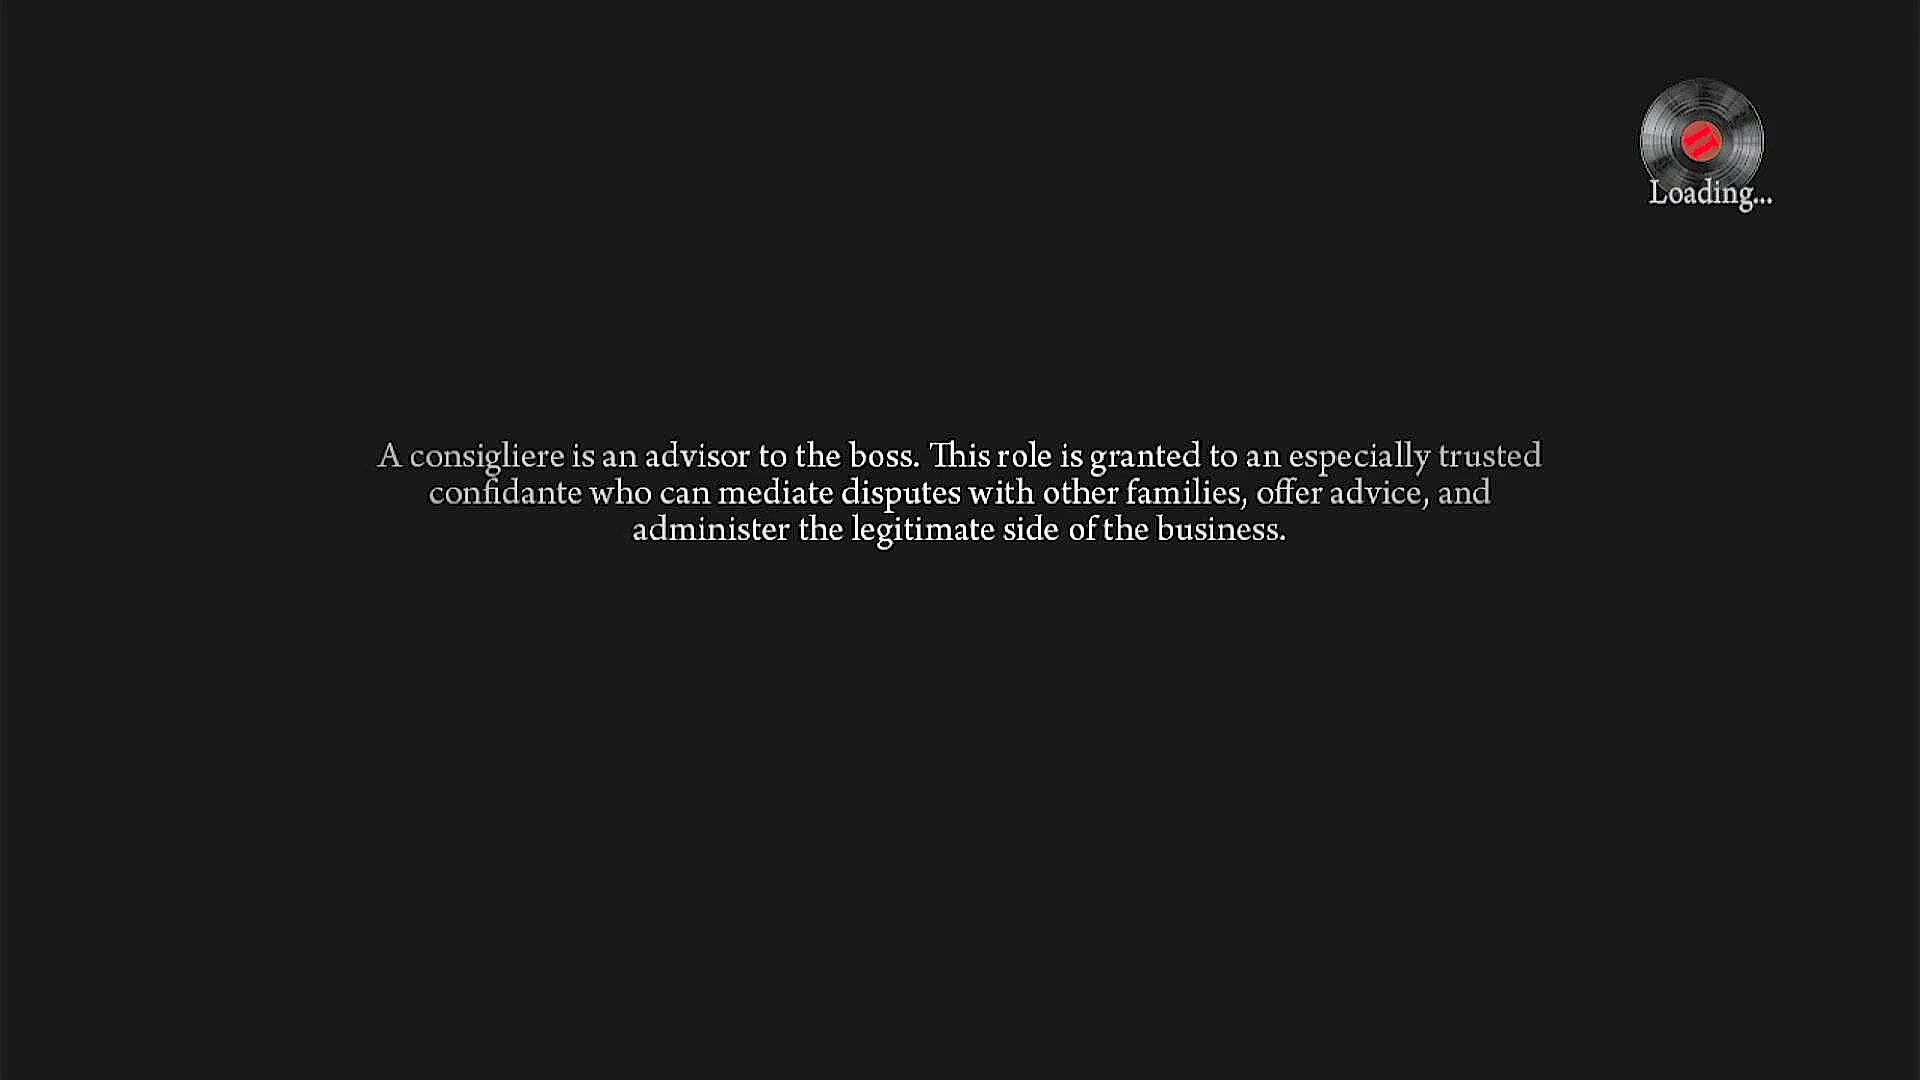 Loading...
A consigliere is an advisor to the boss. This role is granted to an especially trusted
confidante who can mediate disputes with other families, offer advice, and
administer the legitimate side of the business.